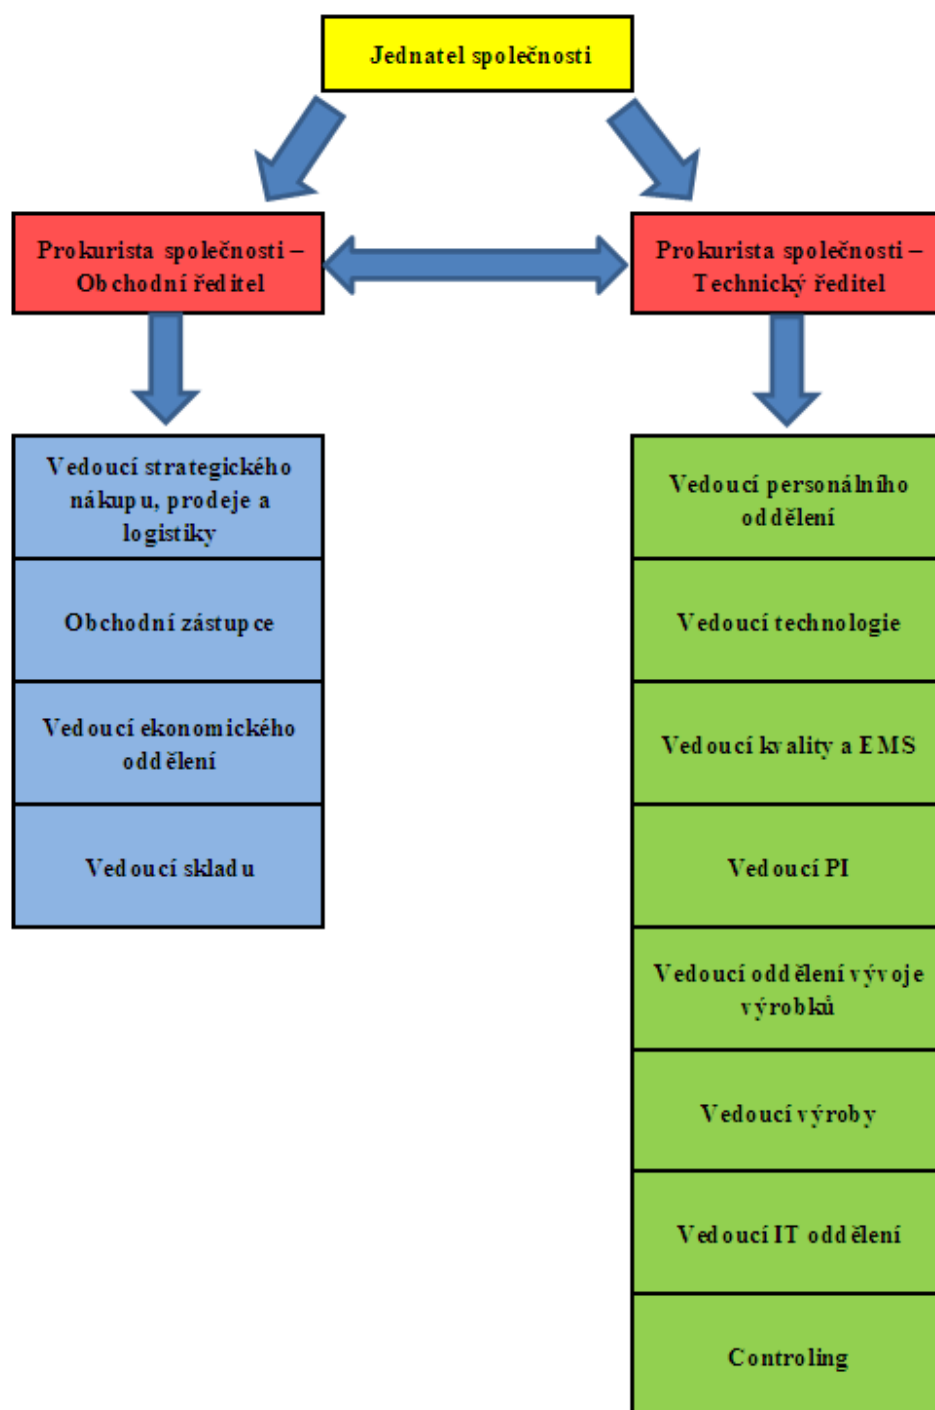 Jednatel společnosti
Prokurista společnosti –
Obchodní ředitel
Prokurista společnosti –
Technický ředitel
Vedoucí strategického
nákupu, prodeje a
logistiky
Obchodní zástupce
Vedoucí ekonomického
oddělení
Vedoucí skladu
Vedoucí personálního
oddělení
Vedoucí technologie
Vedoucí kvality a EMS
Vedoucí PI
Vedoucí oddělení vývoje
výrobků
Vedoucí výroby
Vedoucí IT oddělení
Controling